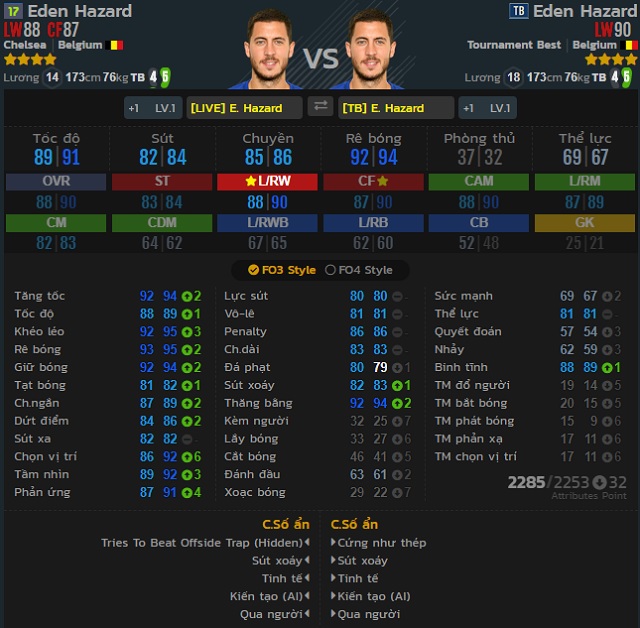 17 Eden Hazard
TB Eden Hazard
LW88 CF87
LW90
Chelsea | Belgium
Tournament Best | Belgium
Lương 14 173cm 76kg TB 4 5
VS
Lương 18 173cm 76kg TB 4 5
+1 LV.1 [LIVE] E. Hazard [TB] E. Hazard +1 LV.1
Tốc độ Sút Chuyền Rê bóng Phòng thủ Thể lực
89|91 82|84 85|86 92|94 37|32 69|67
OVR ST L/RW CF CAM L/RM
88|90 83|84 88|90 87|90 88|90 87|89
CM CDM L/RWB L/RB CB GK
82|83 64|62 67|65 62|60 52|48 25|21
FO3 Style FO4 Style
Tăng tốc 92 94 2 Lực sút 80 80 - Sức mạnh 69 67 2
Tốc độ 88 89 1 Vô-lê 81 81 - Thể lực 81 81 -
Khéo léo 92 95 3 Penalty 86 86 - Quyết đoán 57 54 3
Rê bóng 93 95 2 Ch.dài 83 83 - Nhảy 62 59 3
Giữ bóng 92 94 2 Đá phạt 80 79 1 Bình tĩnh 88 89 1
Tạt bóng 81 82 1 Sút xoáy 82 83 1 TM đổ người 19 14 5
Ch.ngắn 87 89 2 Thăng bằng 92 94 2 TM bắt bóng 20 15 5
Dứt điểm 84 86 2 Kèm người 32 25 7 TM phát bóng 15 9 6
Sút xa 82 82 - Lấy bóng 33 27 6 TM phản xạ 17 11 6
Chọn vị trí 86 92 6 Cắt bóng 46 41 5 TM chọn vị trí 17 11 6
Tầm nhìn 89 92 3 Đánh đầu 63 61 2 2285/2253 32
Phản ứng 87 91 4 Xoạc bóng 29 22 7 Attributes Point
C.Số ẩn C.Số ẩn
Tries To Beat Offside Trap (Hidden) Cứng như thép
Sút xoáy Sút xoáy
Tinh tế Tinh tế
Kiến tạo (AI) Kiến tạo (AI)
Qua người Qua người